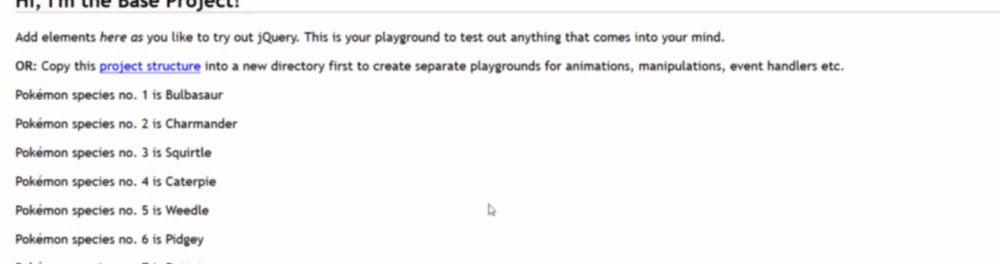 Hi, I'm the Base Project!
Add elements here as you like to try out jQuery. This is your playground to test out anything that comes into your mind.
OR: Copy this project structure into a new directory first to create separate playgrounds for animations, manipulations, event handlers etc.
Pokémon species no. 1 is Bulbasaur
Pokémon species no. 2 is Charmander
Pokémon species no. 3 is Squirtle
Pokémon species no. 4 is Caterpie
Pokémon species no. 5 is Weedle
Pokémon species no. 6 is Pidgey